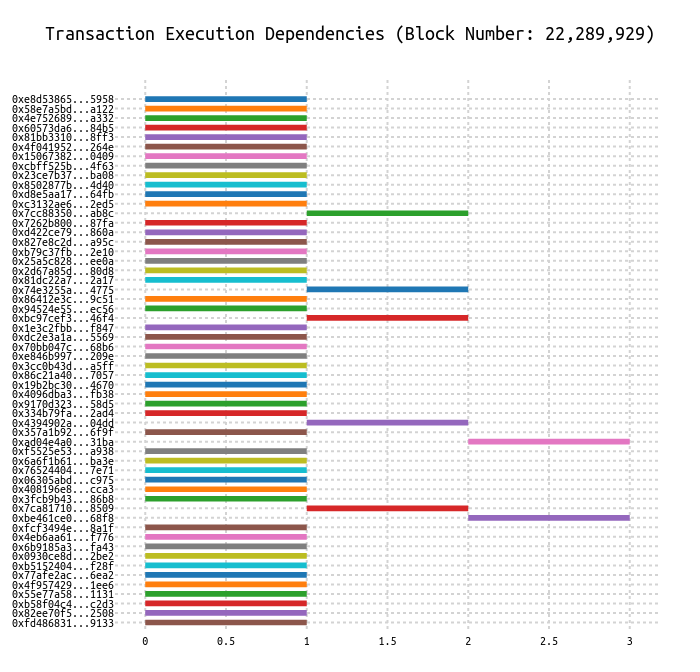 Transaction Execution Dependencies (Block Number: 22,289,929)
0xe8d53865...5958
0x58e7a5bd...a122
0x4e752689...a332
0x60573da6...84b5
0x81bb3310...8ff3
0x4f041952...264e
0x15067382...0409
0xcbff525b...4f63
0x23ce7b37...ba08
0x8502877b...4d40
0xd8e5aa17...64fb
0xc3132ae6...2ed5
0x7cc88350...ab8c
0x7262b800...87fa
0xd422ce79...860a
0x827e8c2d...a95c
0xb79c37fb...2e10
0x25a5c828...ee0a
0x2d67a85d...80d8
0x81dc22a7...2a17
0x74e3255a...4775
0x86412e3c...9c51
0x94524e55...ec56
0xbc97cef3...46f4
0x1e3c2fbb...f847
0xdc2e3a1a...5569
0x70bb047c...68b6
0xe846b997...209e
0x3cc0b43d...a5ff
0x86c21a40...7057
0x19b2bc30...4670
0x4096dba3...fb38
0x9170d323...58d5
0x334b79fa...2ad4
0x4394902a...04dd
0x357a1b92...6f9f
0xad04e4a0...31ba
0xf5525e53...a938
0x6a6f1b61...ba3e
0x76524404...7e71
0x06305abd...c975
0x408196e8...cca3
0x3fcb9b43...86b8
0x7ca81710...8509
0xbe461ce0...68f8
0xfcf3494e...8a1f
0x4eb6aa61...f776
0x6b9185a3...fa43
0x0930ce8d...2be2
0xb5152404...f28f
0x77afe2ac...6ea2
0x4f957429...1ee6
0x55e77a58...1131
0xb58f04c4...c2d3
0x82ee70f5...2508
0xfd486831...9133
0 0.5 1 1.5 2 2.5 3